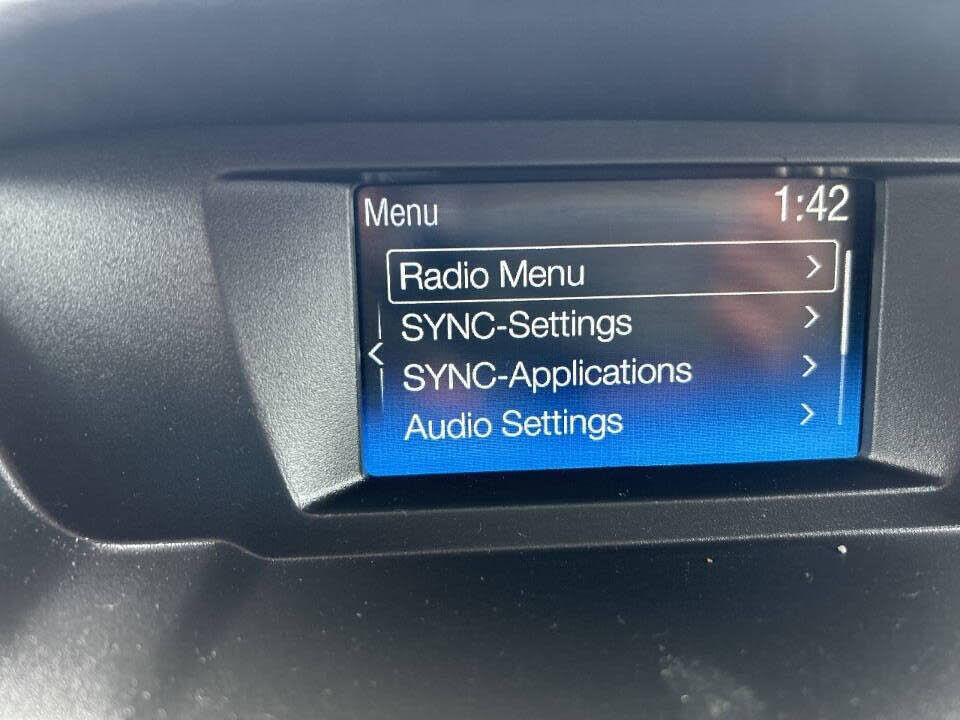 Menu 1:42
Radio Menu
SYNC-Settings
SYNC-Applications
Audio Settings